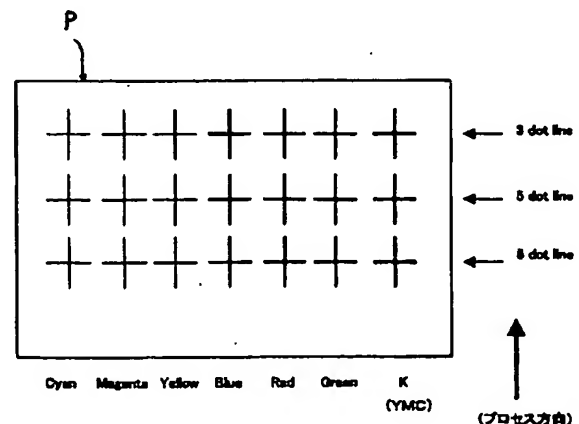 P
3 dot line
5 dot line
8 dot line
Cyan Magenta Yellow Blue Red Green K
(YMC)
(プロセス方向)